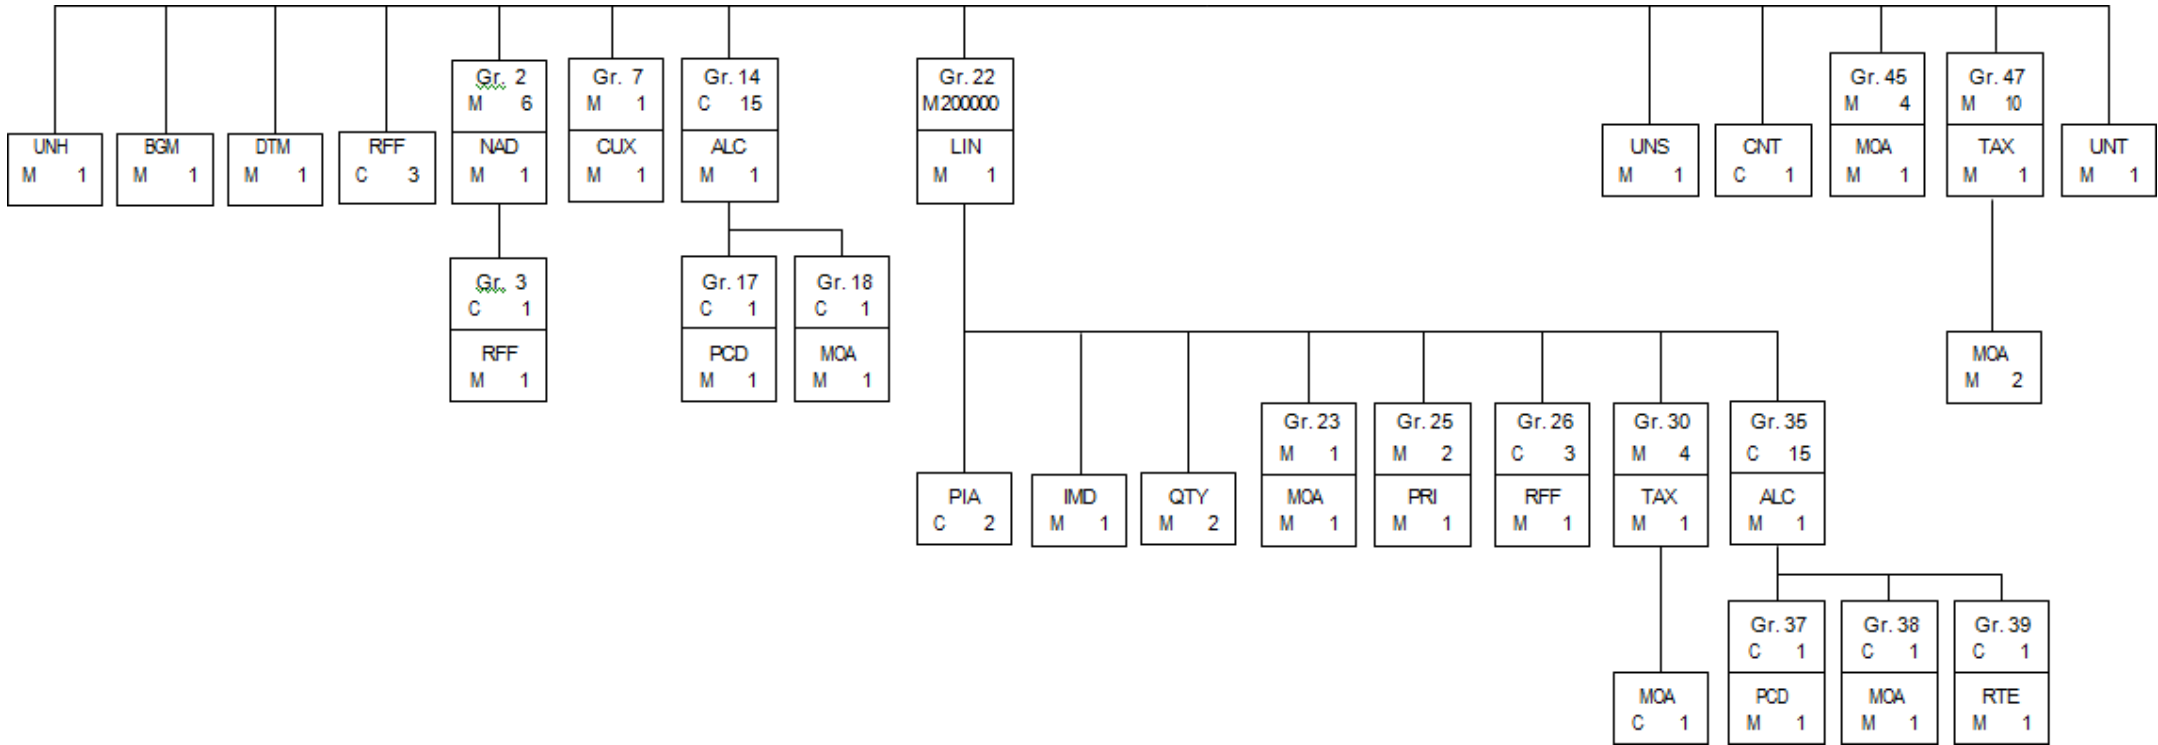 UNH
M 1
BGM
M 1
DTM
M 1
RFF
C 3
Gr. 2
M 6
NAD
M 1
Gr. 3
C 1
RFF
M 1
Gr. 7
M 1
CUX
M 1
Gr. 14
C 15
ALC
M 1
Gr. 17
C 1
PCD
M 1
Gr. 18
C 1
MOA
M 1
Gr. 22
M 200000
LIN
M 1
PIA
C 2
IMD
M 1
QTY
M 2
Gr. 23
M 1
MOA
M 1
Gr. 25
M 2
PRI
M 1
Gr. 26
C 3
RFF
M 1
Gr. 30
M 4
TAX
M 1
MOA
C 1
Gr. 35
C 15
ALC
M 1
Gr. 37
C 1
PCD
M 1
Gr. 38
C 1
MOA
M 1
Gr. 39
C 1
RTE
M 1
UNS
M 1
CNT
C 1
Gr. 45
M 4
MOA
M 1
Gr. 47
M 10
TAX
M 1
MOA
M 2
UNT
M 1